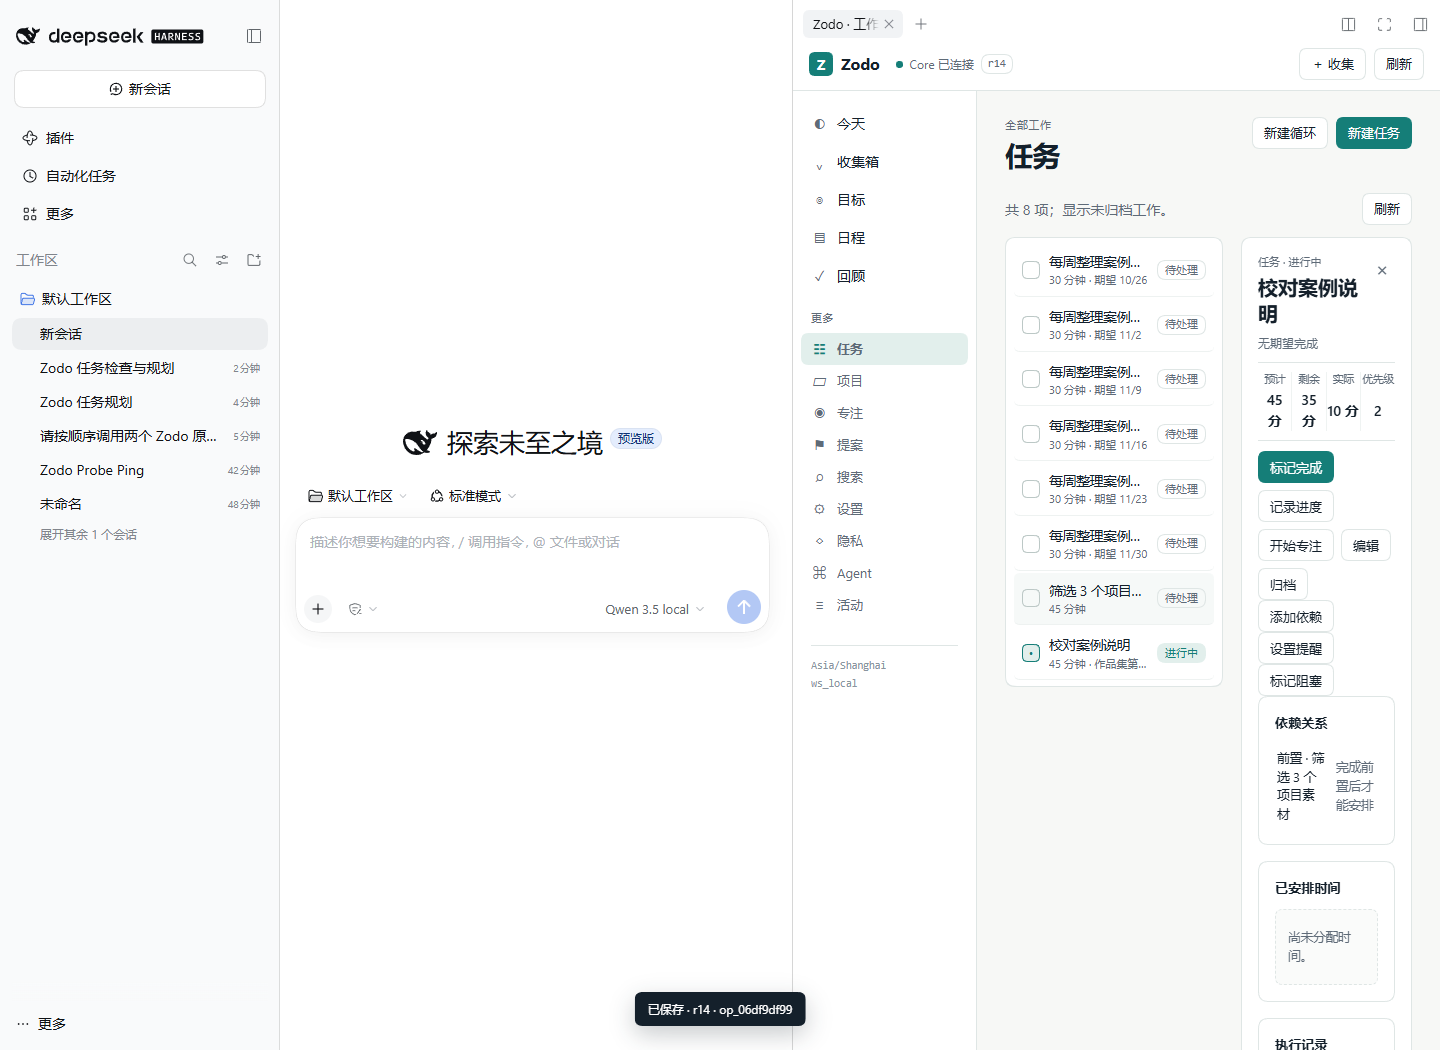 deepseek HARNESS
新会话
插件
自动化任务
更多
工作区
默认工作区
新会话
Zodo 任务检查与规划 2分钟
Zodo 任务规划 4分钟
请按顺序调用两个 Zodo 原... 5分钟
Zodo Probe Ping 42分钟
未命名 48分钟
展开其余 1 个会话
更多
探索未至之境 预览版
默认工作区 标准模式
描述你想要构建的内容, / 调用指令, @ 文件或对话
Qwen 3.5 local
已保存 · r14 · op_06df9df99
Zodo · 工作
Z Zodo Core 已连接 r14
+ 收集 刷新
今天
收集箱
目标
日程
回顾
更多
任务
项目
专注
提案
搜索
设置
隐私
Agent
活动
Asia/Shanghai
ws_local
全部工作
任务
新建循环 新建任务
共 8 项；显示未归档工作。
刷新
每周整理案例... 待处理
30 分钟 · 期望 10/26
每周整理案例... 待处理
30 分钟 · 期望 11/2
每周整理案例... 待处理
30 分钟 · 期望 11/9
每周整理案例... 待处理
30 分钟 · 期望 11/16
每周整理案例... 待处理
30 分钟 · 期望 11/23
每周整理案例... 待处理
30 分钟 · 期望 11/30
筛选 3 个项目... 待处理
45 分钟
校对案例说明 进行中
45 分钟 · 作品集第...
任务 · 进行中
校对案例说
明
无期望完成
预计 剩余 实际 优先级
45 分 35 分 10 分 2
标记完成
记录进度
开始专注 编辑
归档
添加依赖
设置提醒
标记阻塞
依赖关系
前置 · 筛
选 3 个
项目素
材
完成前
置后才
能安排
已安排时间
尚未分配时
间。
执行记录